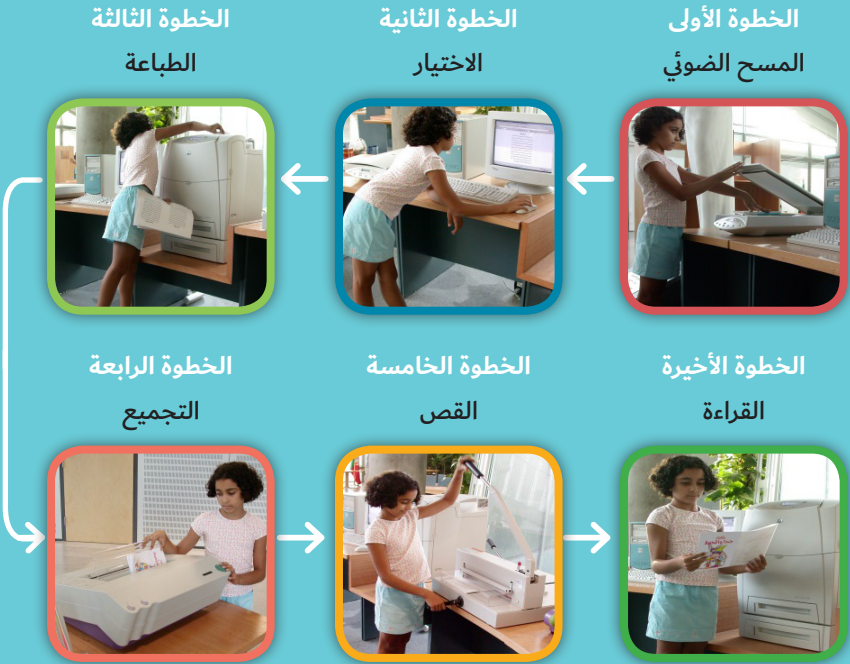 الخطوة الأولى
المسح الضوئي
الخطوة الثانية
الاختيار
الخطوة الثالثة
الطباعة
الخطوة الرابعة
التجميع
الخطوة الخامسة
القص
الخطوة الأخيرة
القراءة